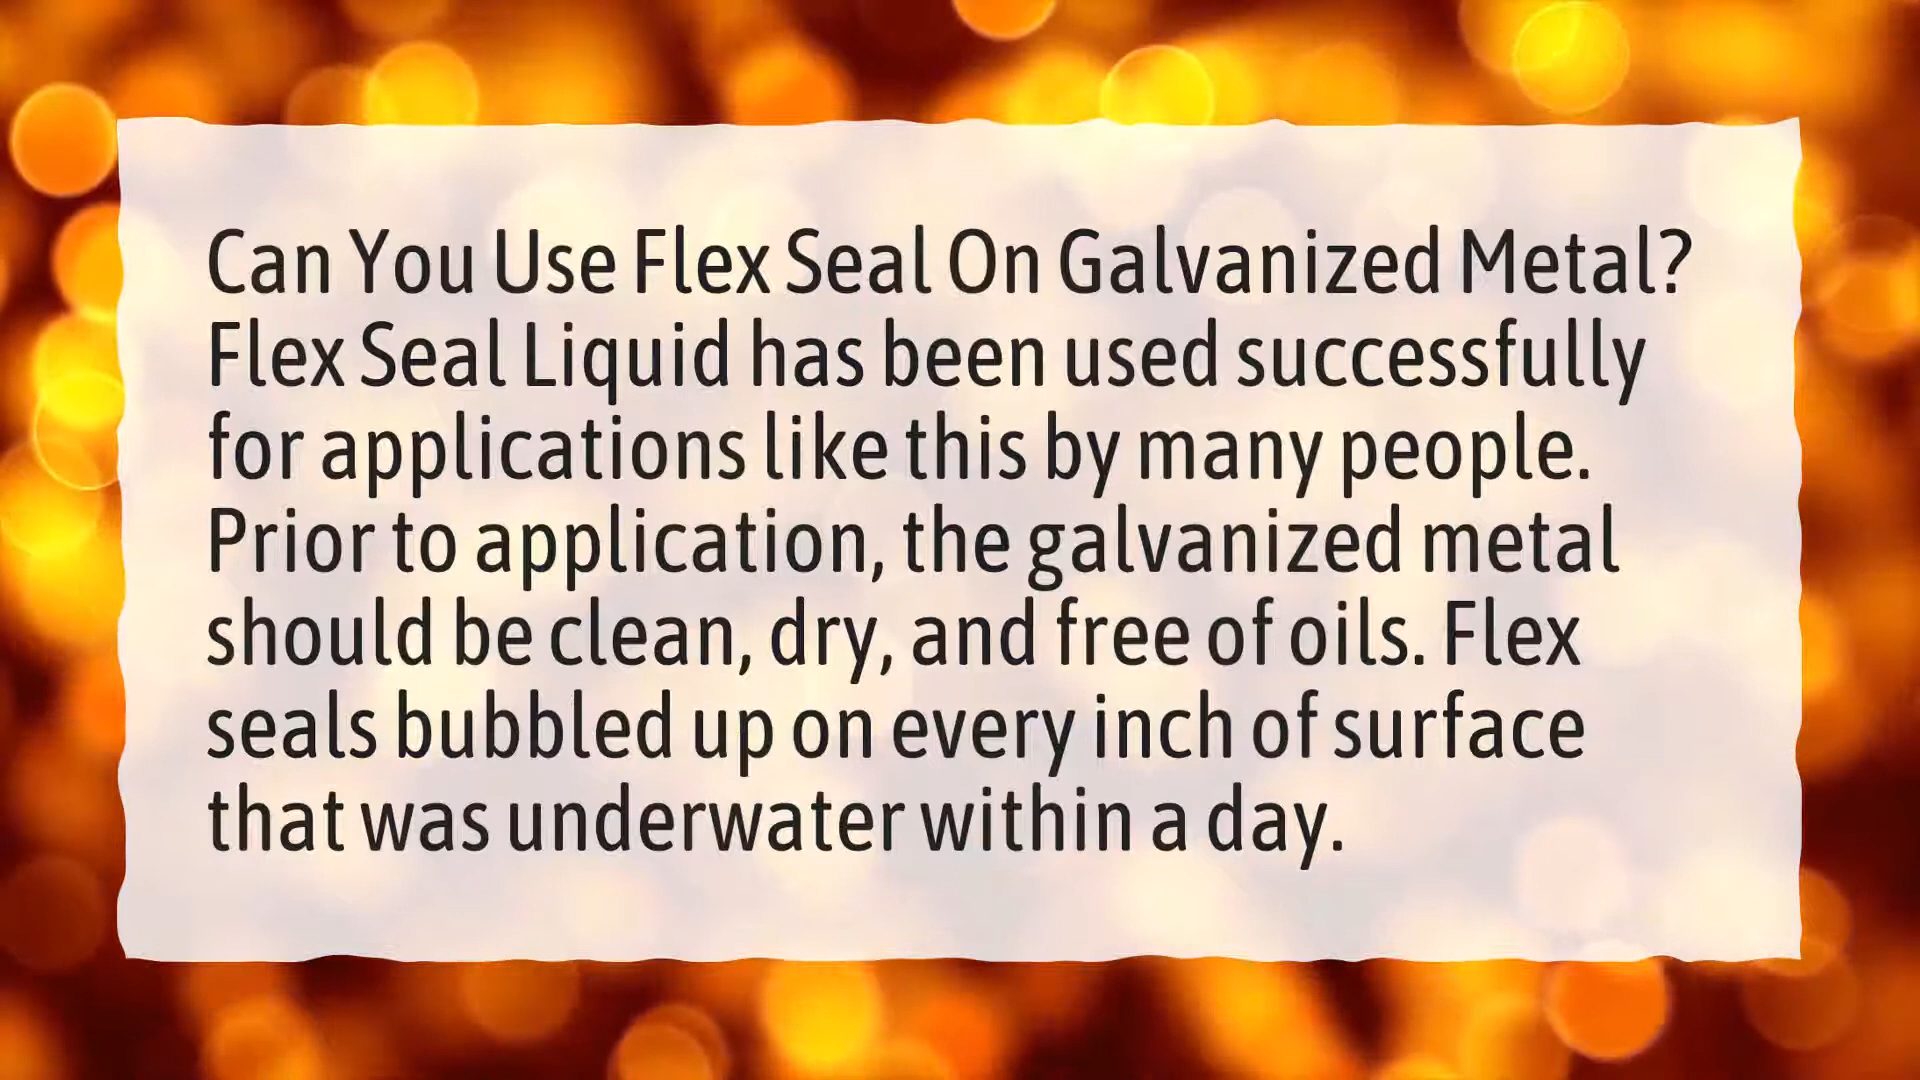 Can You Use Flex Seal On Galvanized Metal?
Flex Seal Liquid has been used successfully
for applications like this by many people.
Prior to application, the galvanized metal
should be clean, dry, and free of oils. Flex
seals bubbled up on every inch of surface
that was underwater within a day.